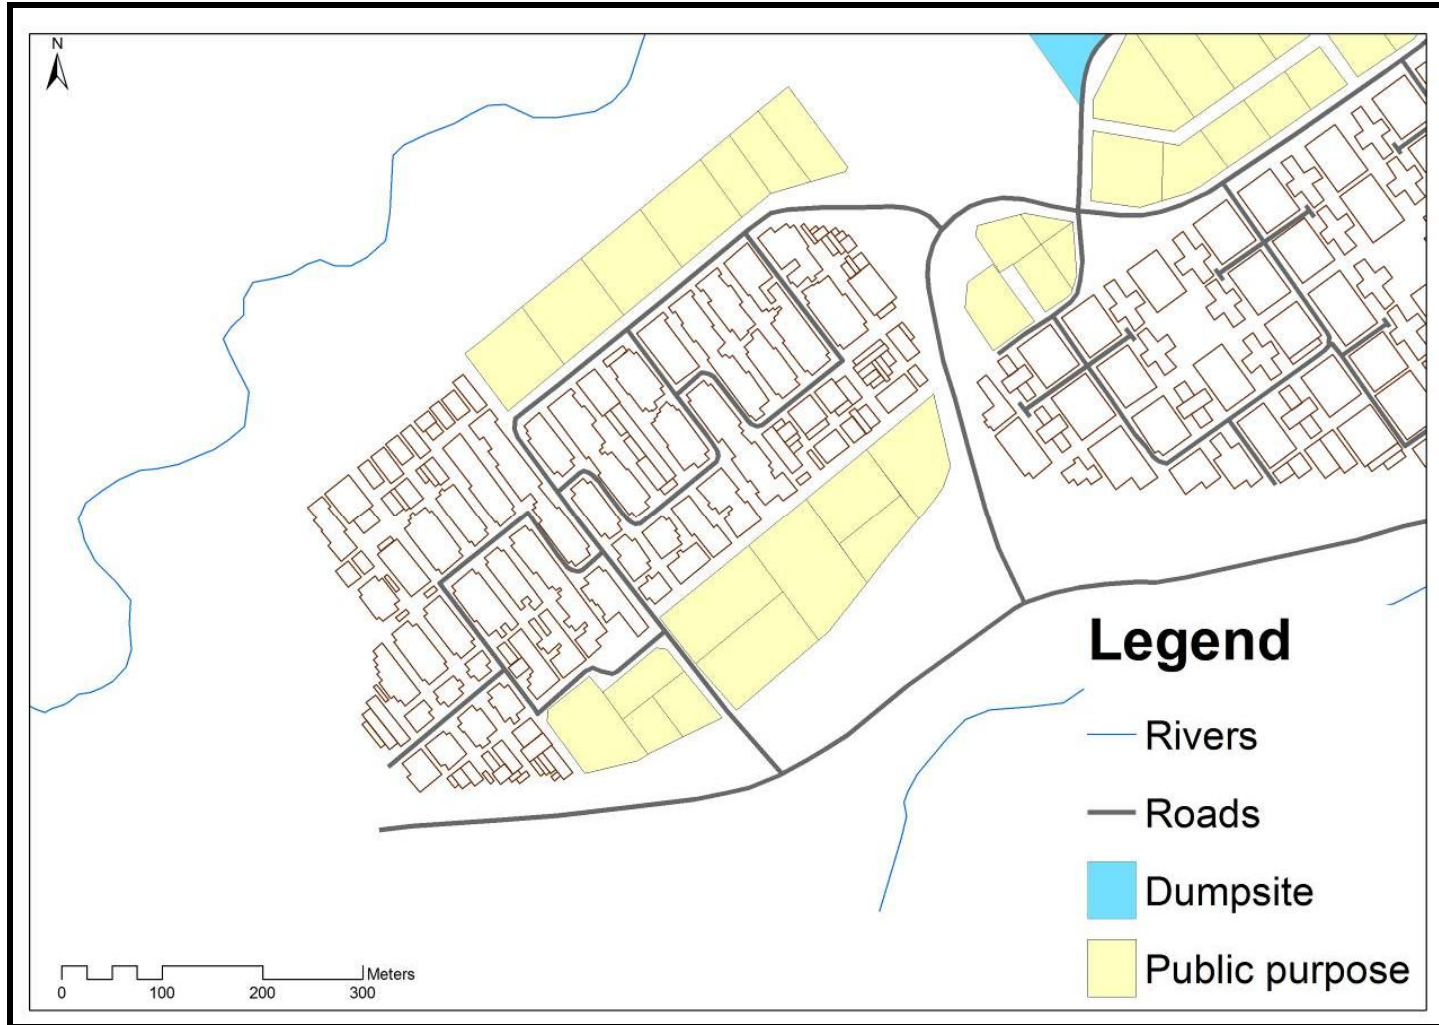 N
Legend
Rivers
Roads
Dumpsite
Public purpose
Meters
0 100 200 300